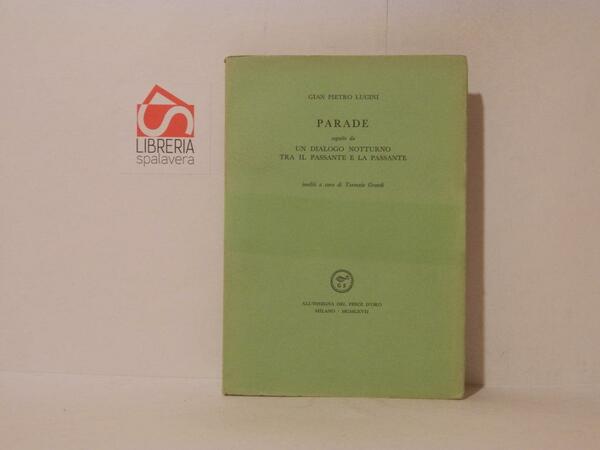 LIBRERIA
spalavera
GIAN PIETRO LUCINI
PARADE
seguito da
UN DIALOGO NOTTURNO
TRA IL PASSANTE E LA PASSANTE
inediti a cura di Terenzio Grandi
G S
ALL'INSEGNA DEL PESCE D'ORO
MILANO - MCMLXVII